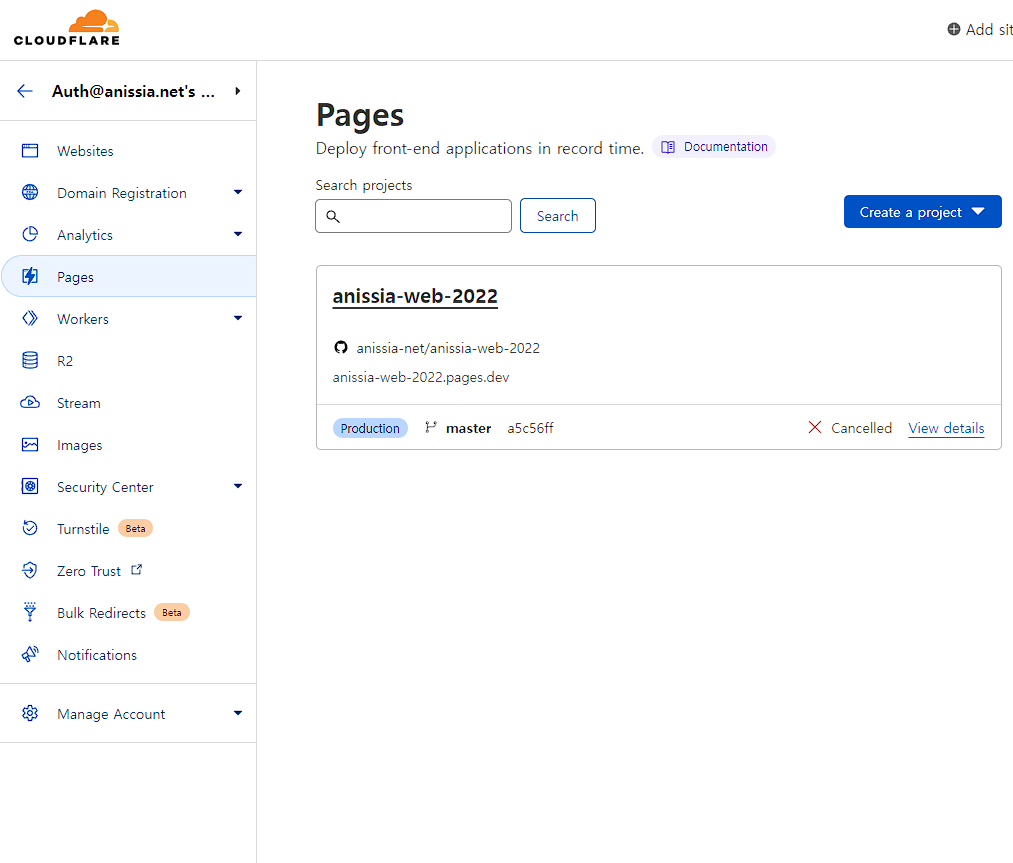 CLOUDFLARE
Add sit
Auth@anissia.net's ...
Websites
Domain Registration
Analytics
Pages
Workers
R2
Stream
Images
Security Center
Turnstile Beta
Zero Trust
Bulk Redirects Beta
Notifications
Manage Account
Pages
Deploy front-end applications in record time. Documentation
Search projects
Search
Create a project
anissia-web-2022
anissia-net/anissia-web-2022
anissia-web-2022.pages.dev
Production master a5c56ff Cancelled View details